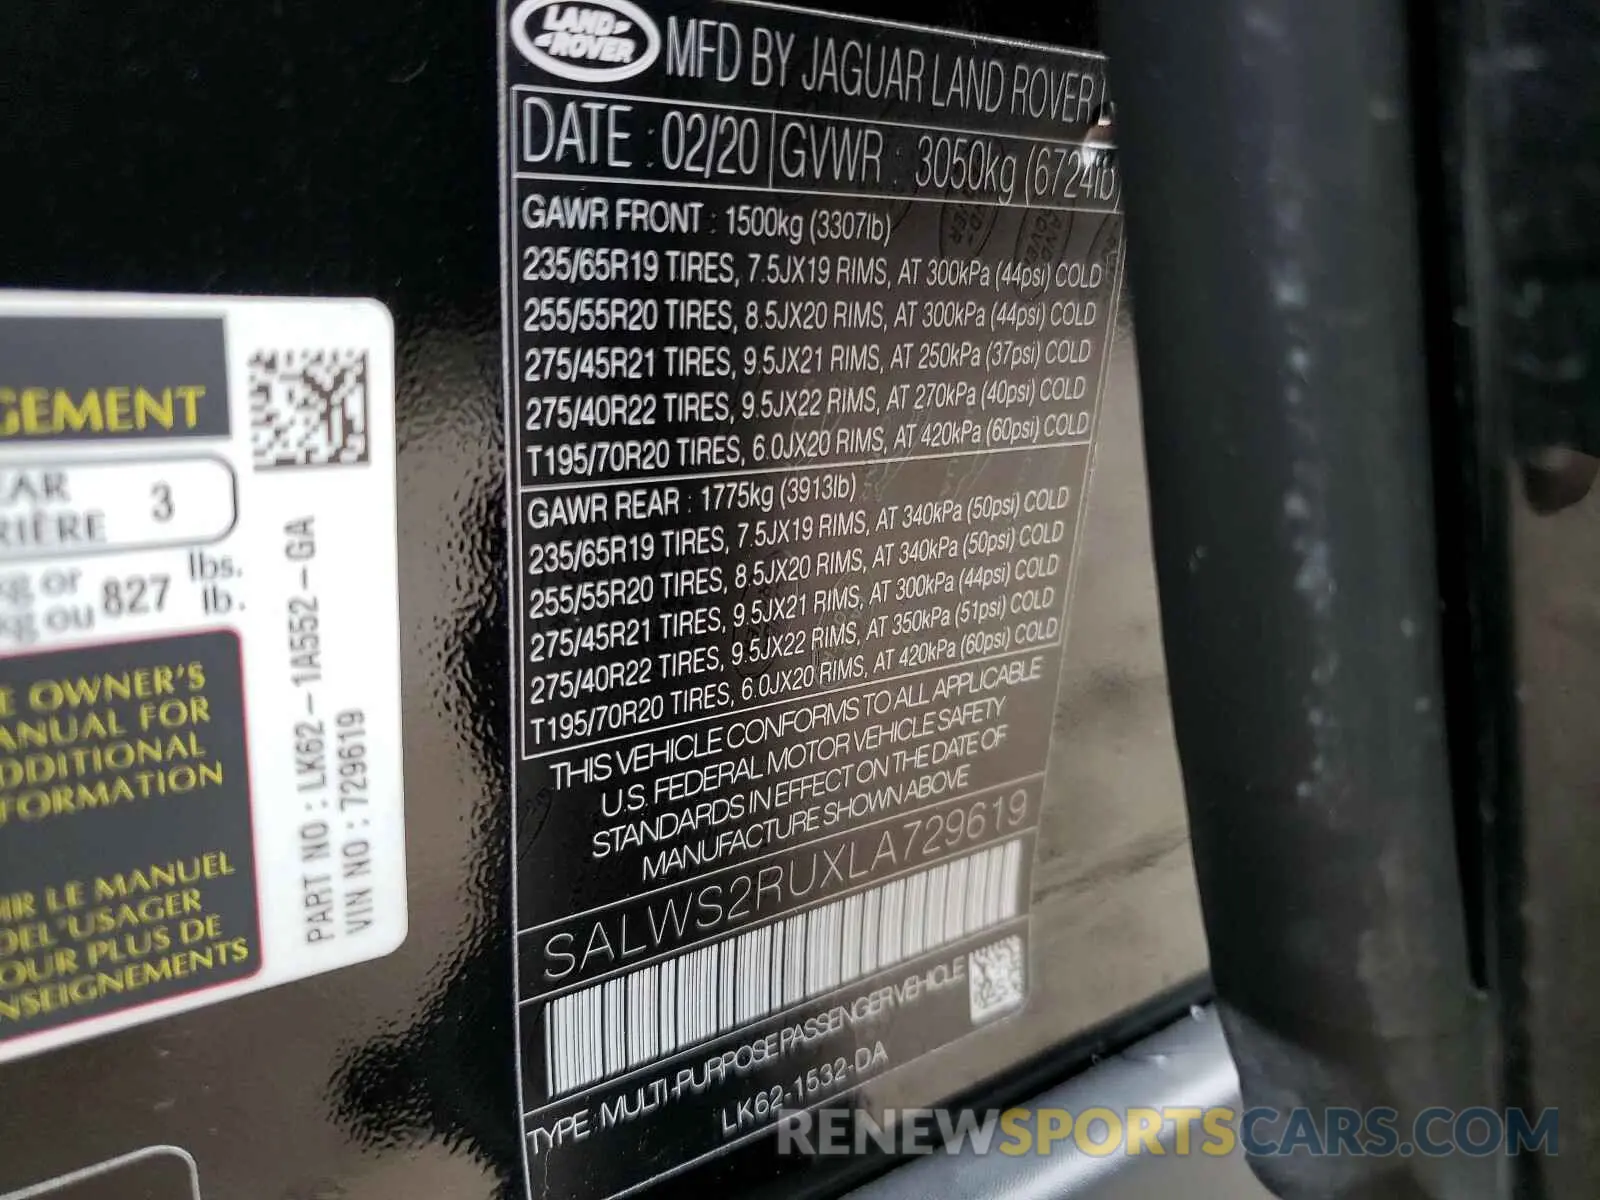 GEMENT
3
RIÈRE
827
lbs.
lb.
OWNER'S
FOR
DDITIONAL
LE MANUEL
DEL'USAGER
PLUS DE
PART NO : LK62-1A552-GA
VIN NO : 729619
LAND
ROVER
MFD BY JAGUAR LAND ROVER
DATE : 02/20 GVWR : 3050kg (6724lb)
GAWR FRONT : 1500kg (3307lb)
235/65R19 TIRES, 7.5JX19 RIMS, AT 300kPa (44psi) COLD
255/55R20 TIRES, 8.5JX20 RIMS, AT 300kPa (44psi) COLD
275/45R21 TIRES, 9.5JX21 RIMS, AT 250kPa (37psi) COLD
275/40R22 TIRES, 9.5JX22 RIMS, AT 270kPa (40psi) COLD
T195/70R20 TIRES, 6.0JX20 RIMS, AT 420kPa (60psi) COLD
GAWR REAR : 1775kg (3913lb)
235/65R19 TIRES, 7.5JX19 RIMS, AT 340kPa (50psi) COLD
255/55R20 TIRES, 8.5JX20 RIMS, AT 340kPa (50psi) COLD
275/45R21 TIRES, 9.5JX21 RIMS, AT 300kPa (44psi) COLD
275/40R22 TIRES, 9.5JX22 RIMS, AT 350kPa (51psi) COLD
T195/70R20 TIRES, 6.0JX20 RIMS, AT 420kPa (60psi) COLD
THIS VEHICLE CONFORMS TO ALL APPLICABLE
U.S. FEDERAL MOTOR VEHICLE SAFETY
STANDARDS IN EFFECT ON THE DATE OF
MANUFACTURE SHOWN ABOVE
SALWS2RUXLA729619
TYPE : MULTI-PURPOSE PASSENGER VEHICLE
LK62-1532-DA
RENEWSPORTSCARS.COM